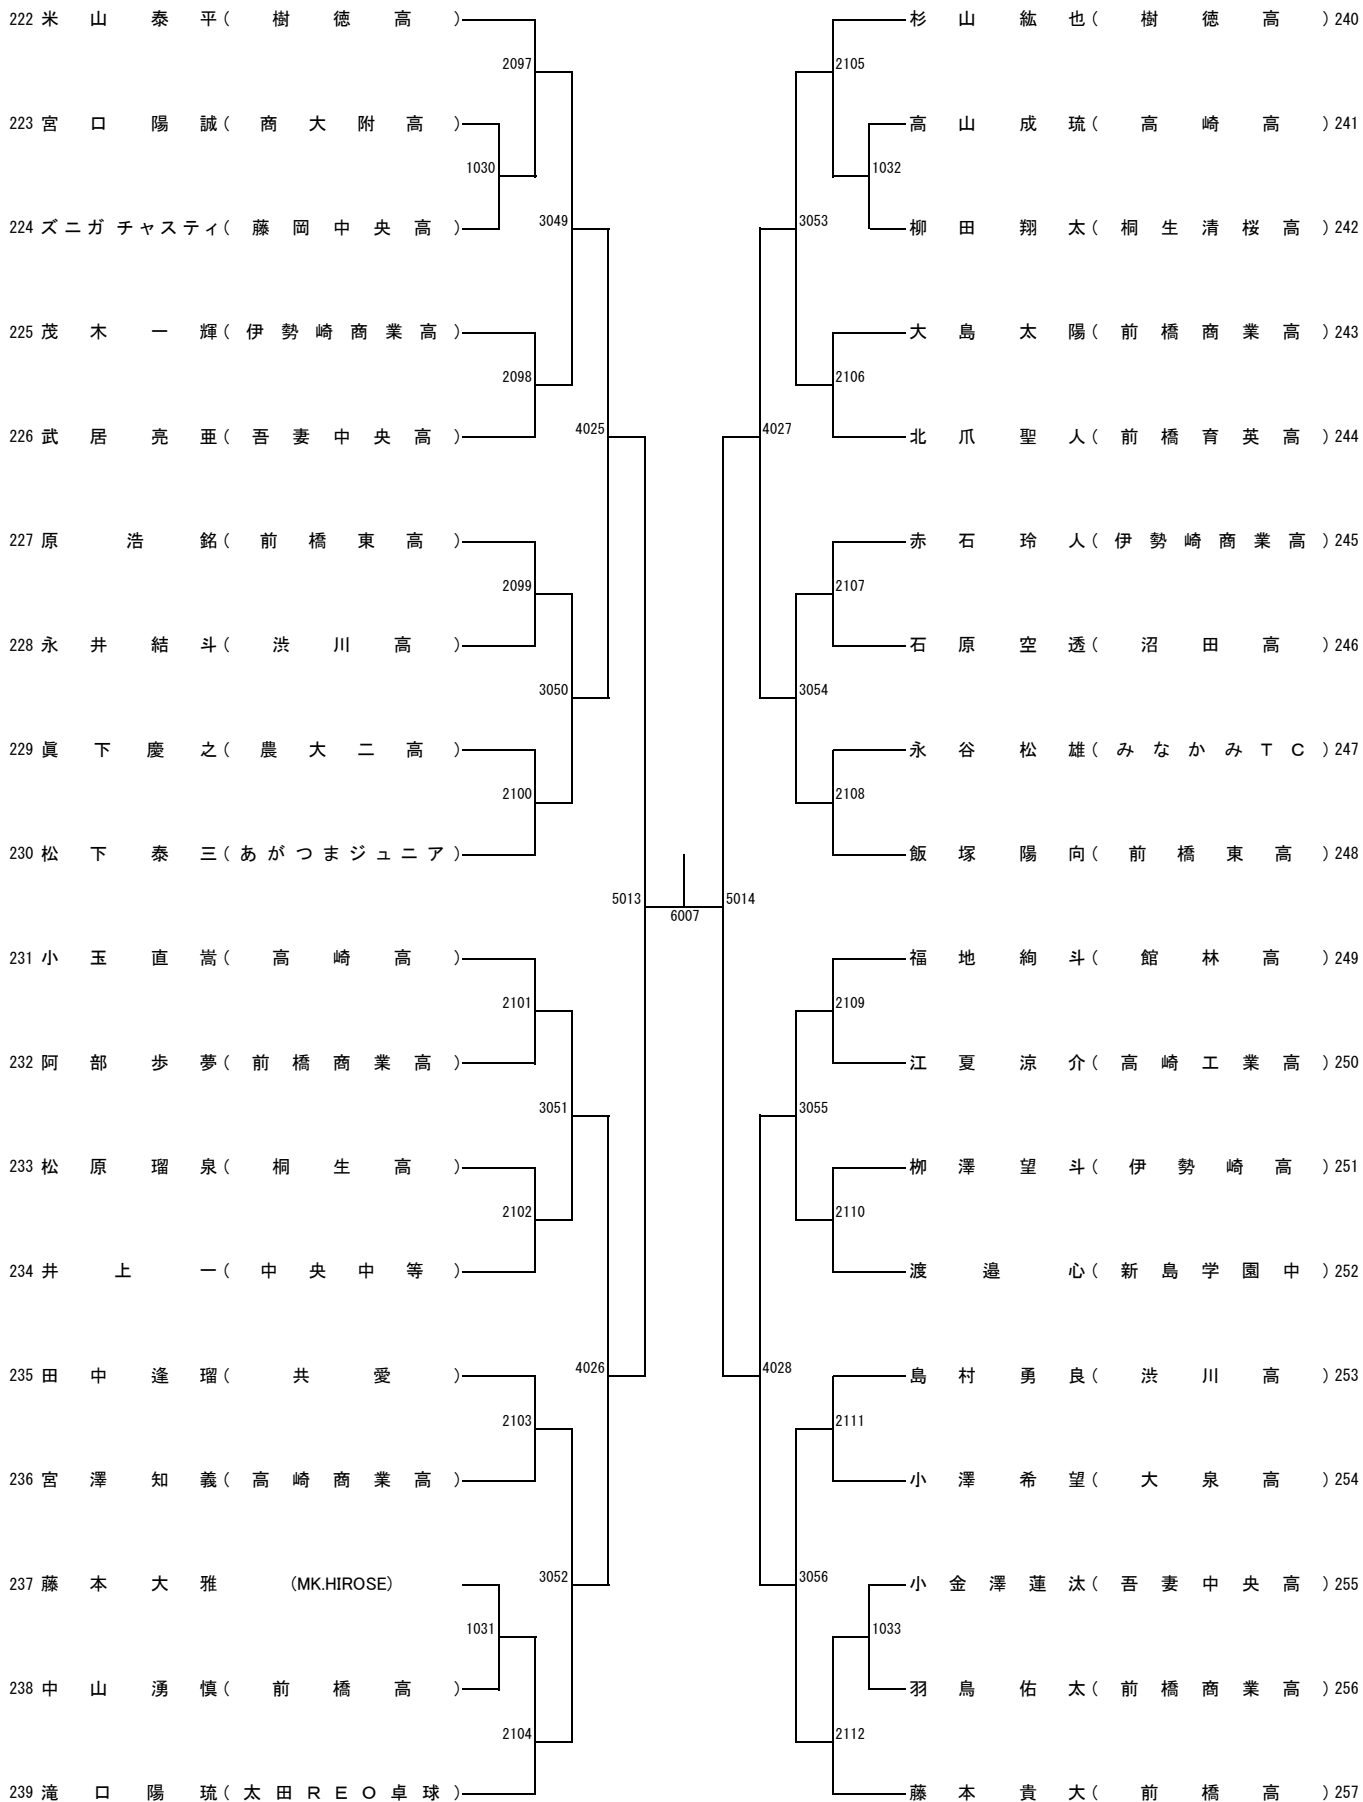 222 米山泰平(樹徳高)
杉山紘也(樹徳高) 240
2097
2105
223 宮口陽誠(商大附高)
高山成琉(高崎高) 241
1030
1032
224 ズニガチャスティ(藤岡中央高)
3049
3053
柳田翔太(桐生清桜高) 242
225 茂木一輝(伊勢崎商業高)
大島太陽(前橋商業高) 243
2098
2106
226 武居亮亜(吾妻中央高)
4025
4027
北爪聖人(前橋育英高) 244
227 原浩銘(前橋東高)
赤石玲人(伊勢崎商業高) 245
2099
2107
228 永井結斗(渋川高)
石原空透(沼田高) 246
3050
3054
229 眞下慶之(農大二高)
永谷松雄(みなかみTC) 247
2100
2108
230 松下泰三(あがつまジュニア)
飯塚陽向(前橋東高) 248
5013
5014
6007
231 小玉直嵩(高崎高)
福地絢斗(館林高) 249
2101
2109
232 阿部歩夢(前橋商業高)
江夏涼介(高崎工業高) 250
3051
3055
233 松原瑠泉(桐生高)
栁澤望斗(伊勢崎高) 251
2102
2110
234 井上一(中央中等)
渡邉心(新島学園中) 252
235 田中逢瑠(共愛)
4026
4028
島村勇良(渋川高) 253
2103
2111
236 宮澤知義(高崎商業高)
小澤希望(大泉高) 254
237 藤本大雅(MK.HIROSE)
3052
3056
小金澤蓮汰(吾妻中央高) 255
1031
1033
238 中山湧慎(前橋高)
羽鳥佑太(前橋商業高) 256
2104
2112
239 滝口陽琉(太田REO卓球)
藤本貴大(前橋高) 257